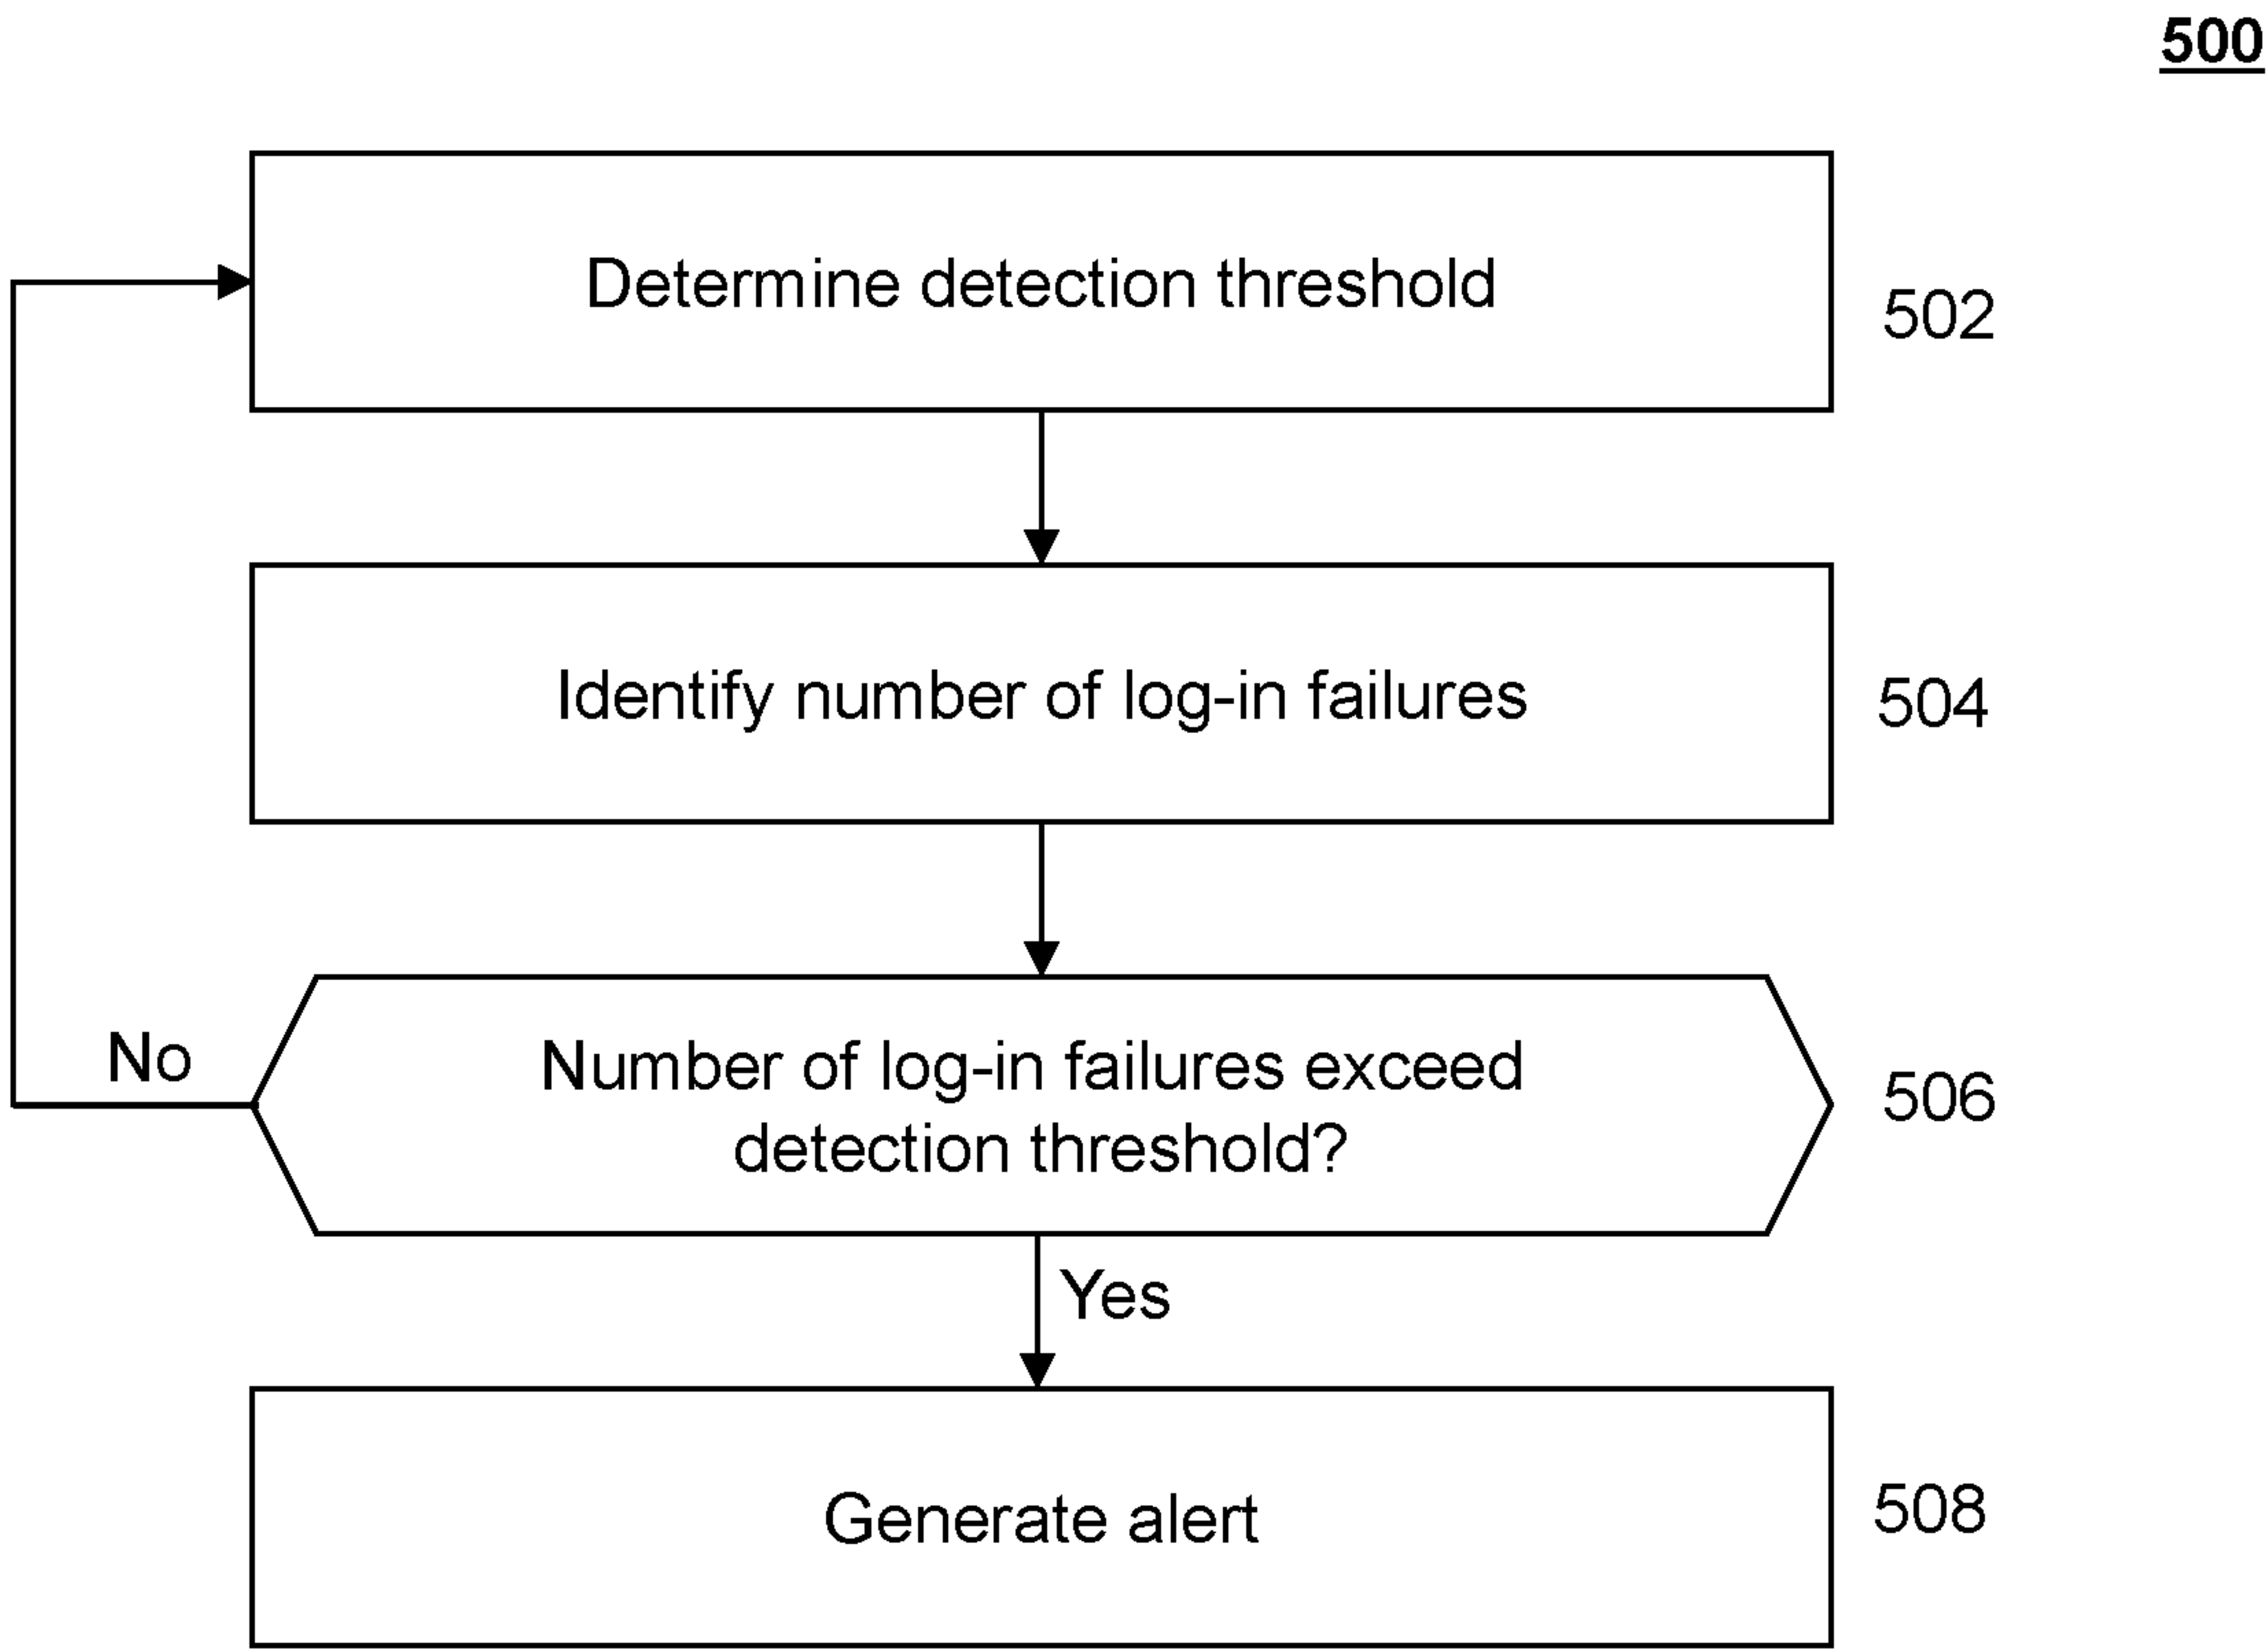 500
Determine detection threshold
502
Identify number of log-in failures
504
No
Number of log-in failures exceed
detection threshold?
506
Yes
Generate alert
508